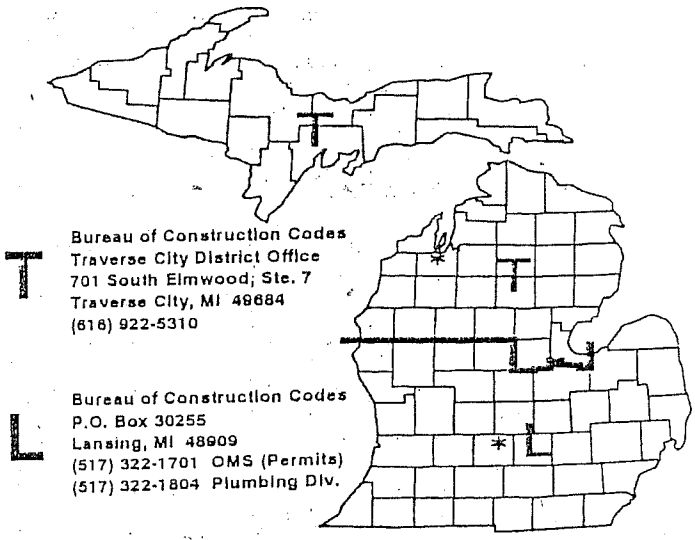 T
T
Bureau of Construction Codes
Traverse City District Office
701 South Elmwood; Ste. 7
Traverse City, MI 49684
(616) 922-5310
T
L
Bureau of Construction Codes
P.O. Box 30255
Lansing, MI 48909
(517) 322-1701 OMS (Permits)
(517) 322-1804 Plumbing Div.
L